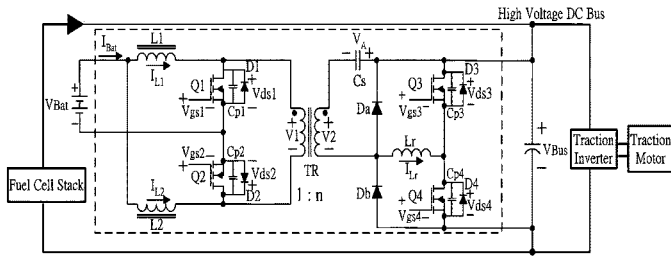 High Voltage DC Bus
I_Bat
L1
I_L1
VBat
+
−
Q1
D1
Vds1
Cp1
Vgs1
Vgs2
Cp2
Q2
Vds2
D2
I_L2
L2
V1
V2
TR
1 : n
V_A
Cs
Da
Db
Lr
I_Lr
Q3
D3
Vds3
Cp3
Vgs3
Cp4
D4
Q4
Vds4
Vgs4
V_Bus
Fuel Cell Stack
Traction
Inverter
Traction
Motor